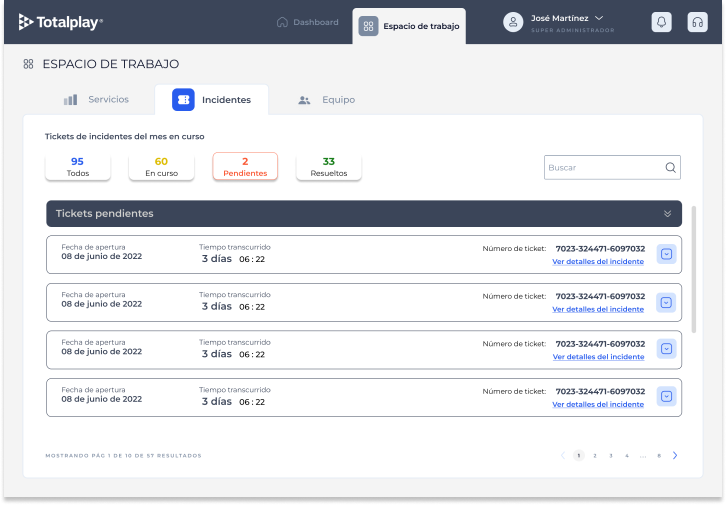 Totalplay®
Dashboard
Espacio de trabajo
José Martínez
SUPER ADMINISTRADOR
ESPACIO DE TRABAJO
Servicios
Incidentes
Equipo
Tickets de incidentes del mes en curso
95
Todos
60
En curso
2
Pendientes
33
Resueltos
Buscar
Tickets pendientes
Fecha de apertura
08 de junio de 2022
Tiempo transcurrido
3 días 06 : 22
Número de ticket: 7023-324471-6097032
Ver detalles del incidente
Fecha de apertura
08 de junio de 2022
Tiempo transcurrido
3 días 06 : 22
Número de ticket: 7023-324471-6097032
Ver detalles del incidente
Fecha de apertura
08 de junio de 2022
Tiempo transcurrido
3 días 06 : 22
Número de ticket: 7023-324471-6097032
Ver detalles del incidente
Fecha de apertura
08 de junio de 2022
Tiempo transcurrido
3 días 06 : 22
Número de ticket: 7023-324471-6097032
Ver detalles del incidente
MOSTRANDO PÁG 1 DE 10 DE 57 RESULTADOS
1 2 3 4 ... 6